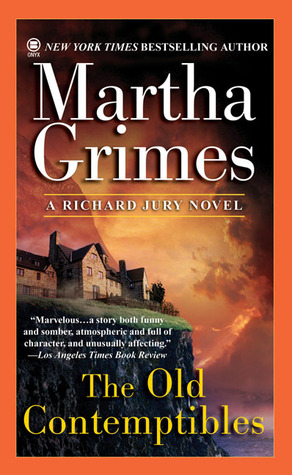 ONYX
NEW YORK TIMES BESTSELLING AUTHOR
Martha
Grimes
A RICHARD JURY NOVEL
“Marvelous...a story both funny
and somber, atmospheric and full of
character, and unusually affecting.”
—Los Angeles Times Book Review
The Old
Contemptibles